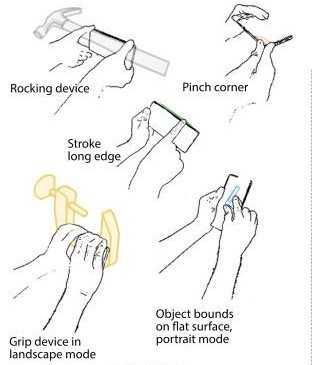 Rocking device
Pinch corner
Stroke
long edge
Object bounds
on flat surface,
portrait mode
Grip device in
landscape mode